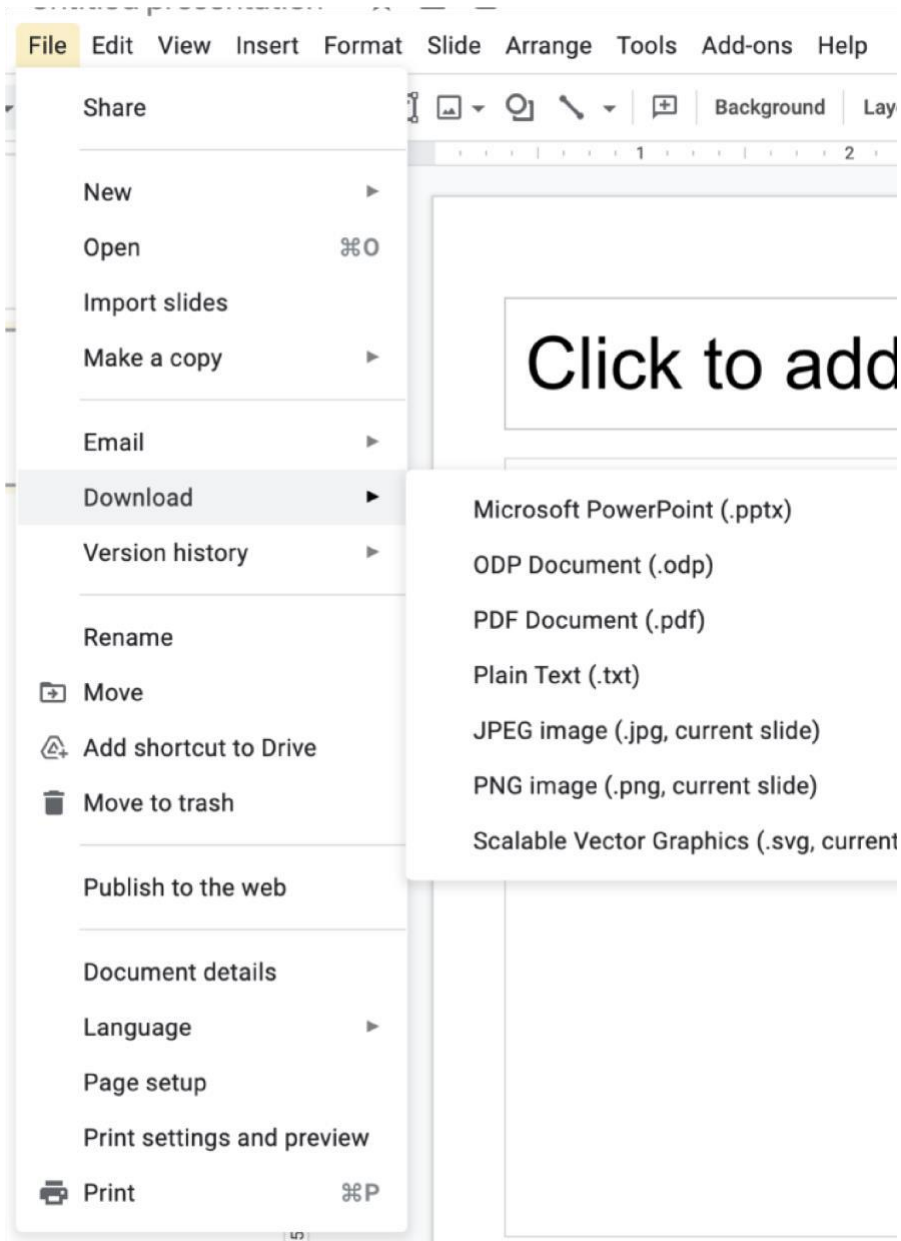 File Edit View Insert Format Slide Arrange Tools Add-ons Help
Share
Background
1 2
New
Open ⌘O
Import slides
Make a copy
Click to add
Email
Download
Version history
Microsoft PowerPoint (.pptx)
ODP Document (.odp)
PDF Document (.pdf)
Plain Text (.txt)
JPEG image (.jpg, current slide)
PNG image (.png, current slide)
Scalable Vector Graphics (.svg, current
Rename
Move
Add shortcut to Drive
Move to trash
Publish to the web
Document details
Language
Page setup
Print settings and preview
Print ⌘P
5